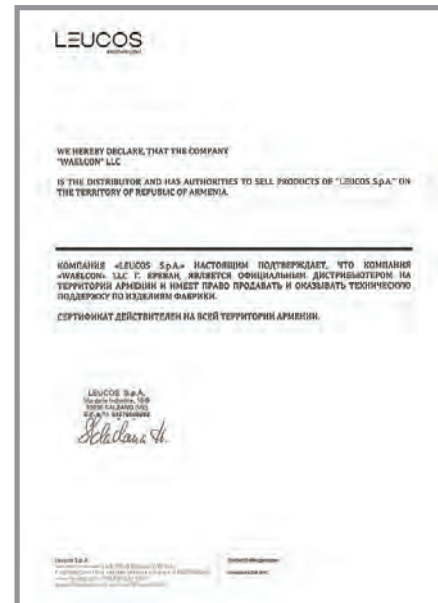 LEUCOS
WE HEREBY DECLARE, THAT THE COMPANY
"WAELCON" LLC
IS THE DISTRIBUTOR AND HAS AUTHORITIES TO SELL PRODUCTS OF "LEUCOS S.p.A." ON
THE TERRITORY OF REPUBLIC OF ARMENIA.
КОМПАНИЯ «LEUCOS S.p.A.» НАСТОЯЩИМ ПОДТВЕРЖДАЕТ, ЧТО КОМПАНИЯ
«WAELCON» LLC Г. ЕРЕВАН, ЯВЛЯЕТСЯ ОФИЦИАЛЬНЫМ ДИСТРИБЬЮТЕРОМ НА
ТЕРРИТОРИИ АРМЕНИИ И ИМЕЕТ ПРАВО ПРОДАВАТЬ И ОКАЗЫВАТЬ ТЕХНИЧЕСКУЮ
ПОДДЕРЖКУ ПО ИЗДЕЛИЯМ ФАБРИКИ.
СЕРТИФИКАТ ДЕЙСТВИТЕЛЕН НА ВСЕЙ ТЕРРИТОРИИ АРМЕНИИ.
LEUCOS S.p.A.
Leucos S.p.A.